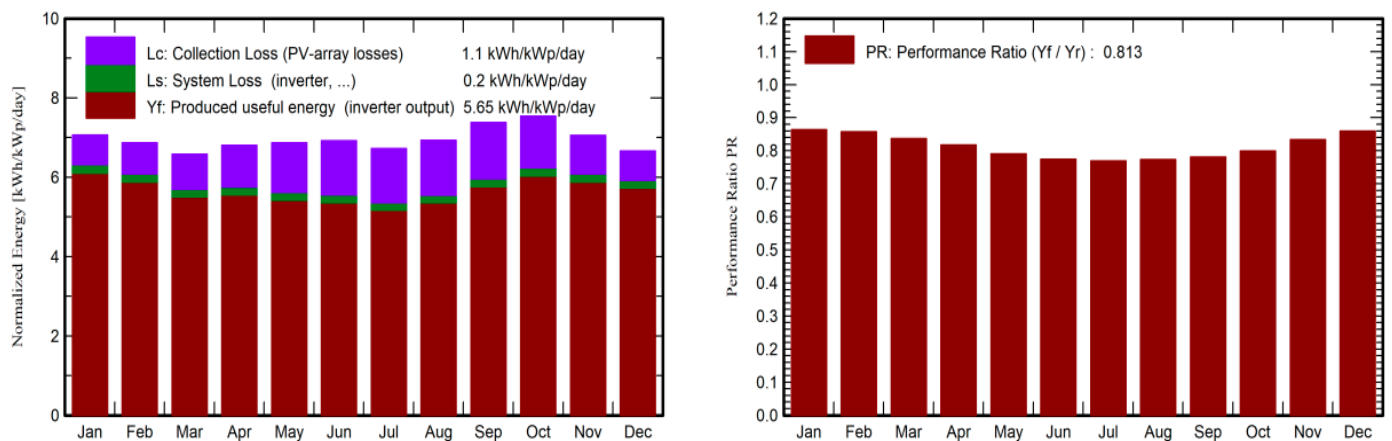 10
8
6
4
2
0
Normalized Energy [kWh/kWp/day]
Lc: Collection Loss (PV-array losses) 1.1 kWh/kWp/day
Ls: System Loss (inverter, ...) 0.2 kWh/kWp/day
Yf: Produced useful energy (inverter output) 5.65 kWh/kWp/day
Jan Feb Mar Apr May Jun Jul Aug Sep Oct Nov Dec
1.2
1.1
1.0
0.9
0.8
0.7
0.6
0.5
0.4
0.3
0.2
0.1
0.0
Performance Ratio PR
PR: Performance Ratio (Yf / Yr) : 0.813
Jan Feb Mar Apr May Jun Jul Aug Sep Oct Nov Dec